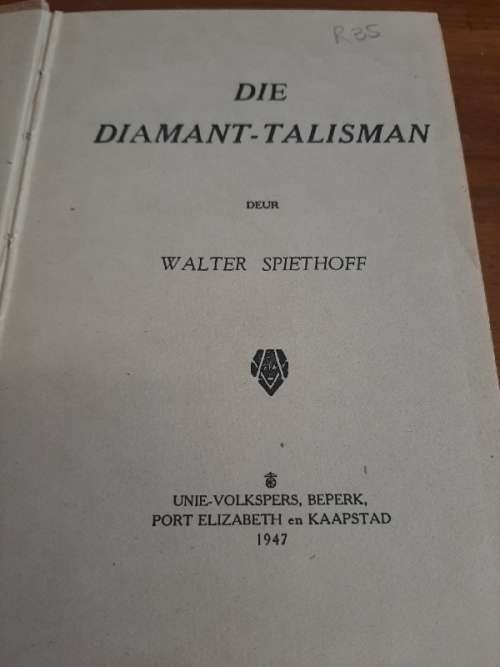 R35
DIE
DIAMANT-TALISMAN
DEUR
WALTER SPIETHOFF
UNIE-VOLKSPERS, BEPERK,
PORT ELIZABETH en KAAPSTAD
1947